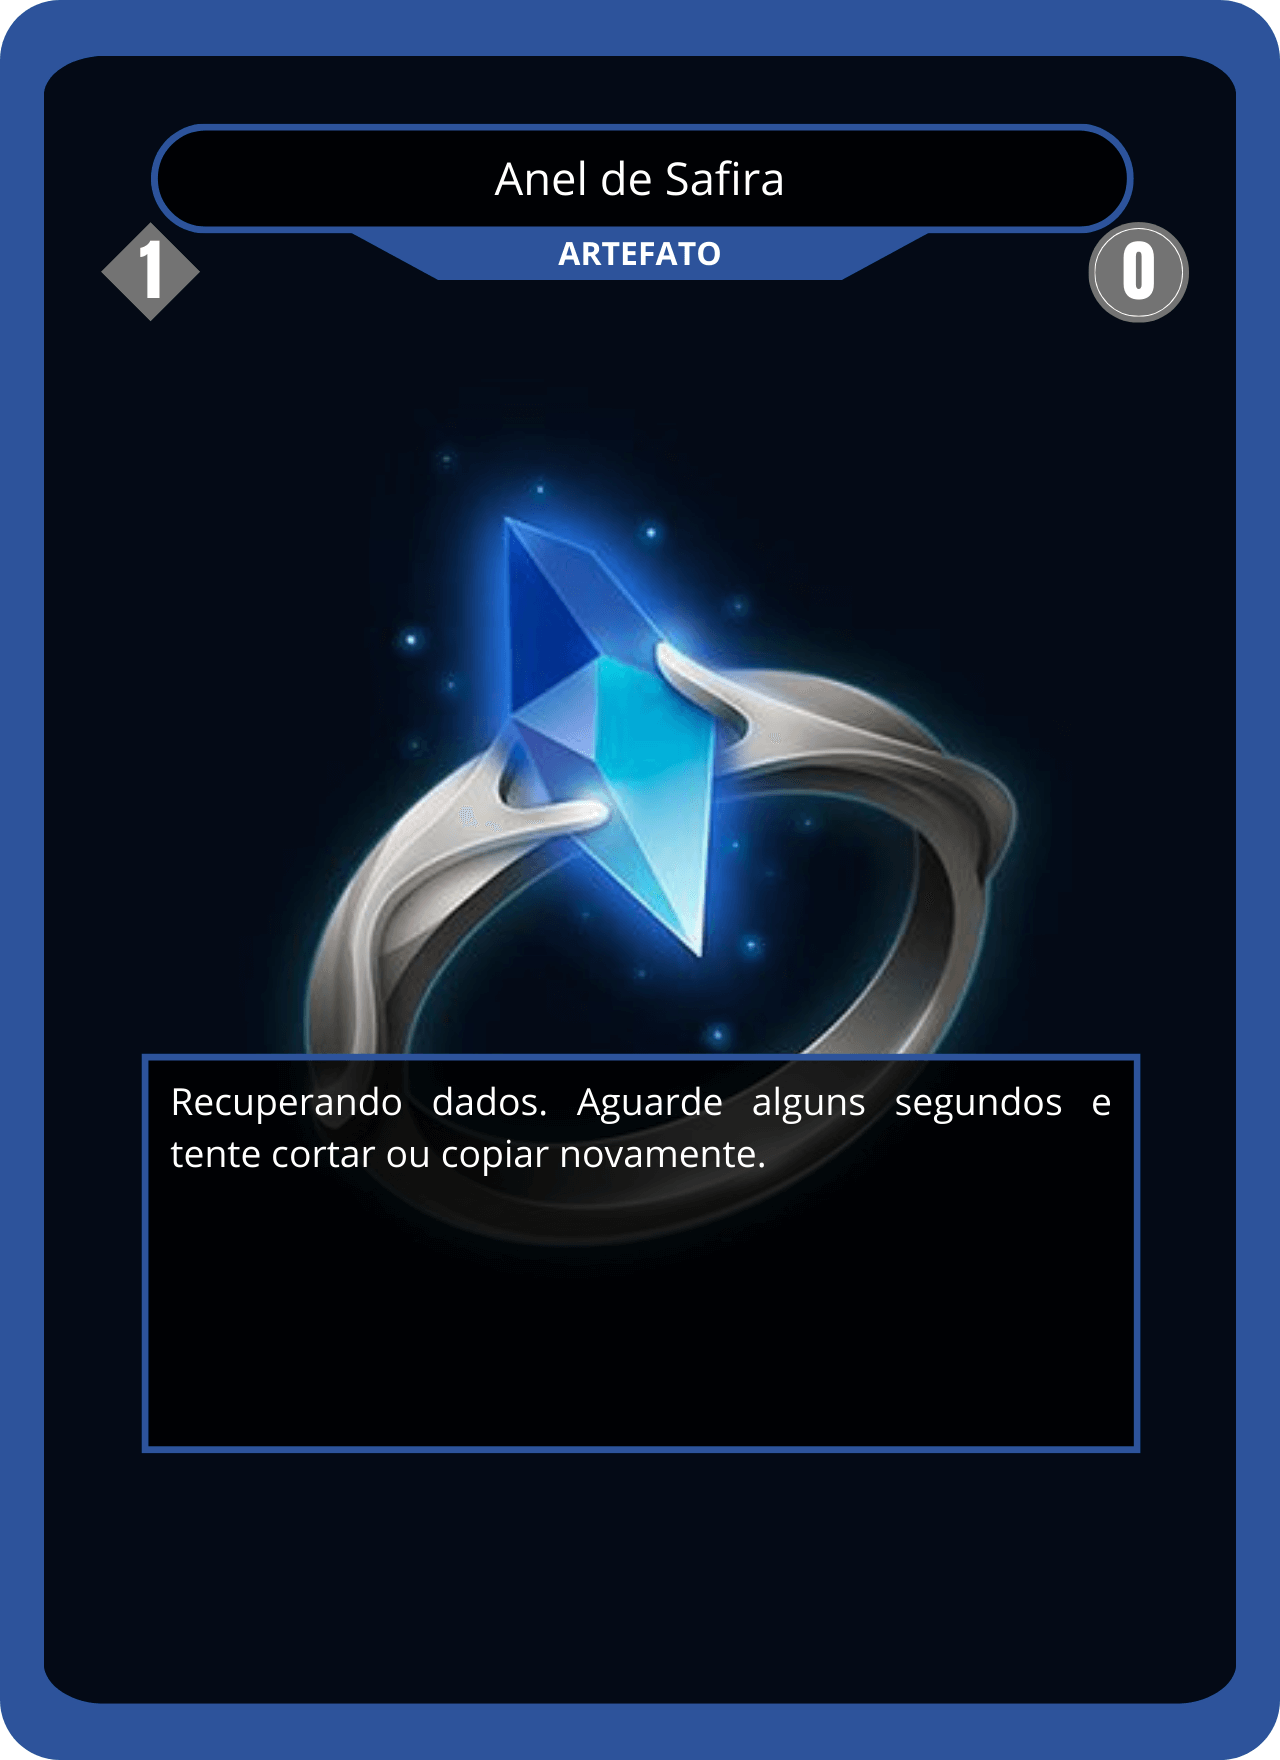 Anel de Safira
ARTEFATO
1
0
Recuperando dados. Aguarde alguns segundos e
tente cortar ou copiar novamente.